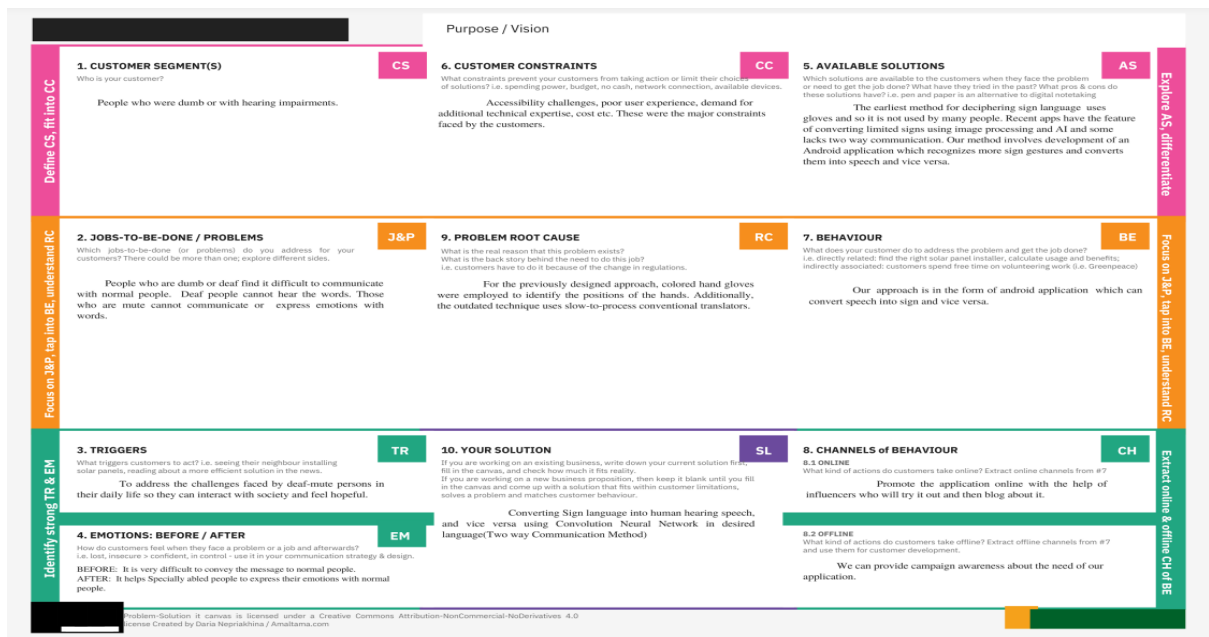 Purpose / Vision
Define CS, fit into CC
1. CUSTOMER SEGMENT(S)
CS
Who is your customer?
People who were dumb or with hearing impairments.
6. CUSTOMER CONSTRAINTS
CC
What constraints prevent your customers from taking action or limit their choices
of solutions? i.e. spending power, budget, no cash, network connection, available devices.
Accessibility challenges, poor user experience, demand for
additional technical expertise, cost etc. These were the major constraints
faced by the customers.
5. AVAILABLE SOLUTIONS
AS
Which solutions are available to the customers when they face the problem
or need to get the job done? What have they tried in the past? What pros & cons do
these solutions have? i.e. pen and paper is an alternative to digital notetaking
The earliest method for deciphering sign language uses
gloves and so it is not used by many people. Recent apps have the feature
of converting limited signs using image processing and AI and some
lacks two way communication. Our method involves development of an
Android application which recognizes more sign gestures and converts
them into speech and vice versa.
Explore AS, differentiate
Focus on J&P, tap into BE, understand RC
2. JOBS-TO-BE-DONE / PROBLEMS
J&P
Which jobs-to-be-done (or problems) do you address for your
customers? There could be more than one; explore different sides.
People who are dumb or deaf find it difficult to communicate
with normal people. Deaf people cannot hear the words. Those
who are mute cannot communicate or express emotions with
words.
9. PROBLEM ROOT CAUSE
RC
What is the real reason that this problem exists?
What is the back story behind the need to do this job?
i.e. customers have to do it because of the change in regulations.
For the previously designed approach, colored hand gloves
were employed to identify the positions of the hands. Additionally,
the outdated technique uses slow-to-process conventional translators.
7. BEHAVIOUR
BE
What does your customer do to address the problem and get the job done?
i.e. directly related: find the right solar panel installer, calculate usage and benefits;
indirectly associated: customers spend free time on volunteering work (i.e. Greenpeace)
Our approach is in the form of android application which can
convert speech into sign and vice versa.
Focus on J&P, tap into BE, understand RC
Identify strong TR & EM
3. TRIGGERS
TR
What triggers customers to act? i.e. seeing their neighbour installing
solar panels, reading about a more efficient solution in the news.
To address the challenges faced by deaf-mute persons in
their daily life so they can interact with society and feel hopeful.
4. EMOTIONS: BEFORE / AFTER
EM
How do customers feel when they face a problem or a job and afterwards?
i.e. lost, insecure > confident, in control - use it in your communication strategy & design.
BEFORE: It is very difficult to convey the message to normal people.
AFTER: It helps Specially abled people to express their emotions with normal
people.
10. YOUR SOLUTION
SL
If you are working on an existing business, write down your current solution first,
fill in the canvas, and check how much it fits reality.
If you are working on a new business proposition, then keep it blank until you fill
in the canvas and come up with a solution that fits within customer limitations,
solves a problem and matches customer behaviour.
Converting Sign language into human hearing speech,
and vice versa using Convolution Neural Network in desired
language(Two way Communication Method)
8. CHANNELS of BEHAVIOUR
CH
8.1 ONLINE
What kind of actions do customers take online? Extract online channels from #7
Promote the application online with the help of
influencers who will try it out and then blog about it.
8.2 OFFLINE
What kind of actions do customers take offline? Extract offline channels from #7
and use them for customer development.
We can provide campaign awareness about the need of our
application.
Extract online & offline CH of BE
Problem-Solution it canvas is licensed under a Creative Commons Attribution-NonCommercial-NoDerivatives 4.0
license Created by Daria Nepriakhina / Amaltama.com